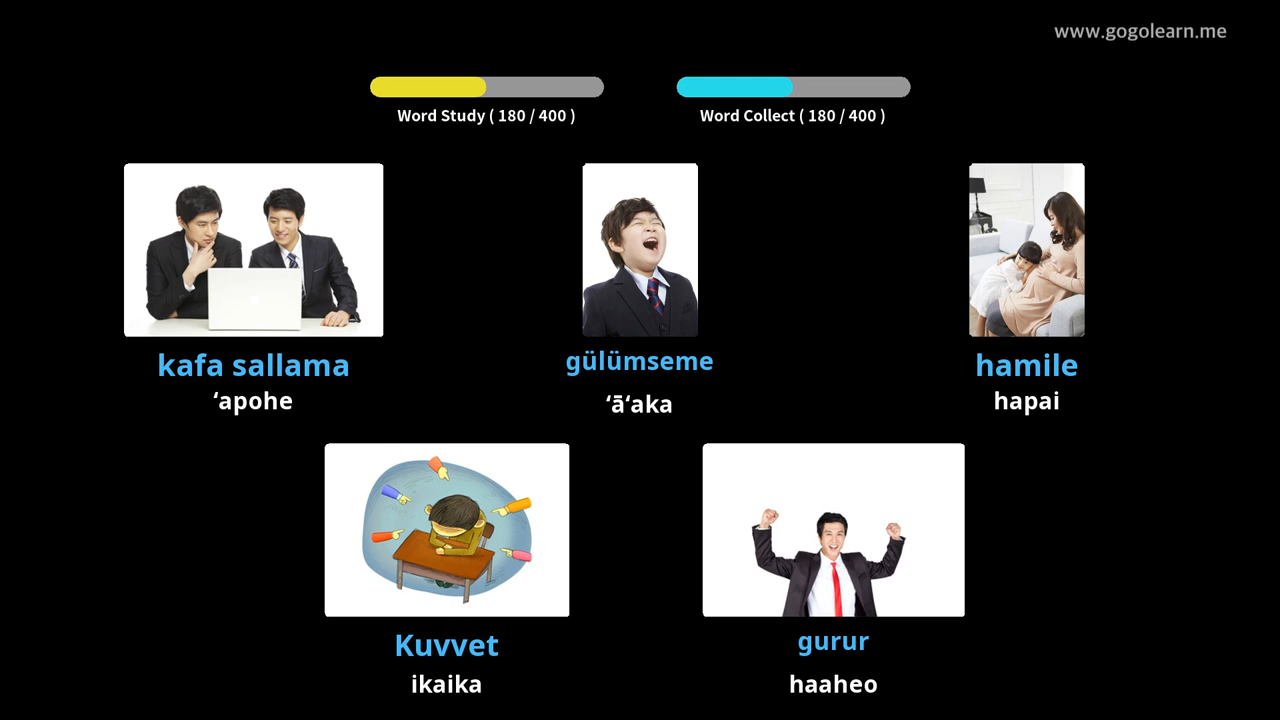 www.gogolearn.me
Word Study ( 180 / 400 )
Word Collect ( 180 / 400 )
kafa sallama
ʻapohe
gülümseme
ʻāʻaka
hamile
hapai
Kuvvet
ikaika
gurur
haaheo